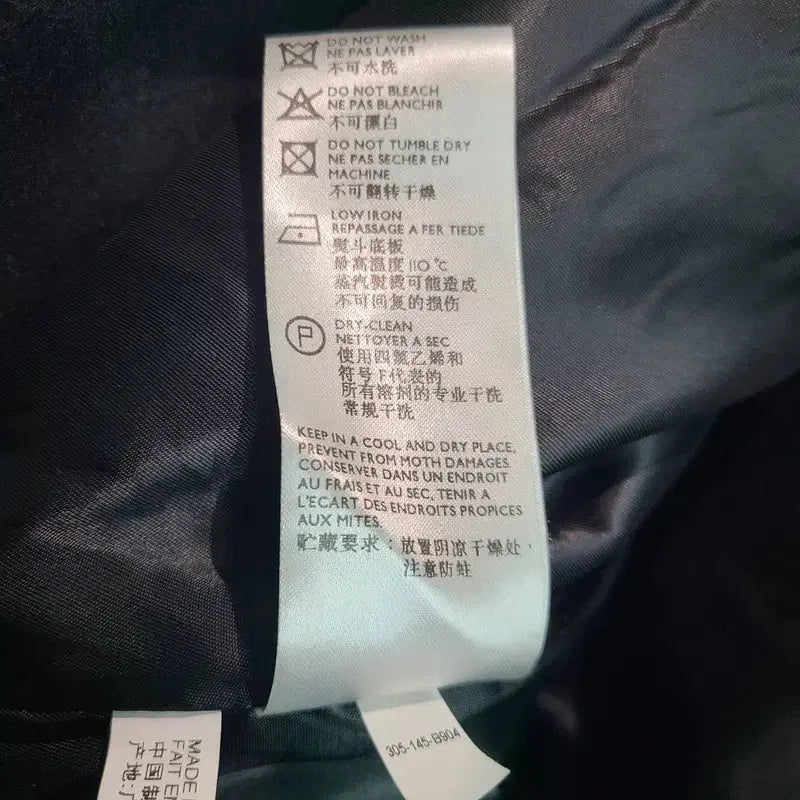 DO NOT WASH
NE PAS LAVER
不可水洗
DO NOT BLEACH
NE PAS BLANCHIR
不可漂白
DO NOT TUMBLE DRY
NE PAS SECHER EN
MACHINE
不可翻转干燥
LOW IRON
REPASSAGE A FER TIEDE
熨斗底板
最高温度110℃
蒸汽熨烫可能造成
不可回复的损伤
P
DRY-CLEAN
NETTOYER A SEC
使用四氯乙烯和
符号F代表的
所有溶剂的专业干洗
常规干洗
KEEP IN A COOL AND DRY PLACE,
PREVENT FROM MOTH DAMAGES
CONSERVER DANS UN ENDROIT
AU FRAIS ET AU SEC, TENIR A
L'ECART DES ENDROITS PROPICES
AUX MITES.
贮藏要求：放置阴凉干燥处，
注意防蛀
305-145-B904
MADE
FAIT EN
中国制
产地: